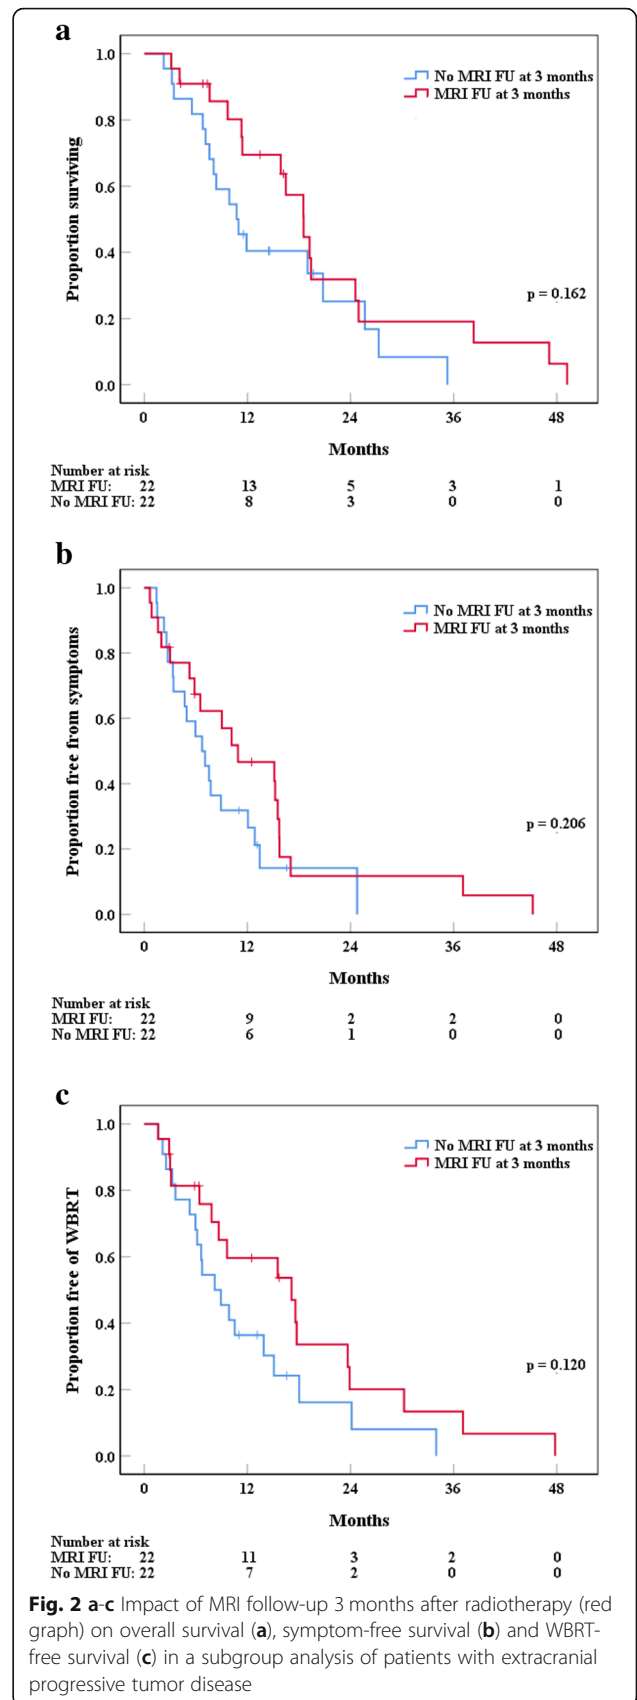 a
1.0
0.8
0.6
0.4
0.2
0.0
Proportion surviving
No MRI FU at 3 months
MRI FU at 3 months
p = 0.162
0 12 24 36 48
Months
Number at risk
MRI FU: 22 13 5 3 1
No MRI FU: 22 8 3 0 0
b
1.0
0.8
0.6
0.4
0.2
0.0
Proportion free from symptoms
No MRI FU at 3 months
MRI FU at 3 months
p = 0.206
0 12 24 36 48
Months
Number at risk
MRI FU: 22 9 2 2 0
No MRI FU: 22 6 1 0 0
c
1.0
0.8
0.6
0.4
0.2
0.0
Proportion free of WBRT
No MRI FU at 3 months
MRI FU at 3 months
p = 0.120
0 12 24 36 48
Months
Number at risk
MRI FU: 22 11 3 2 0
No MRI FU: 22 7 2 0 0
Fig. 2 a-c Impact of MRI follow-up 3 months after radiotherapy (red
graph) on overall survival (a), symptom-free survival (b) and WBRT-
free survival (c) in a subgroup analysis of patients with extracranial
progressive tumor disease